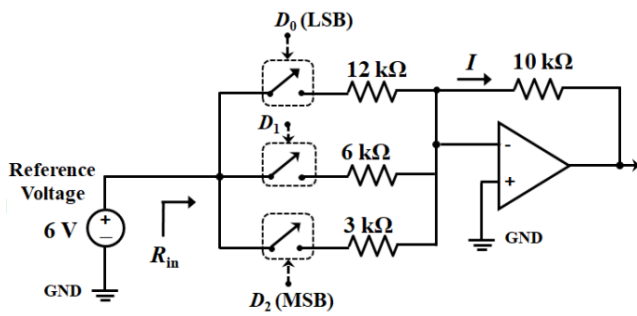 D0 (LSB)
12 kΩ
I
10 kΩ
D1
6 kΩ
Reference
Voltage
6 V
+
−
-
+
Rin
3 kΩ
GND
GND
D2 (MSB)